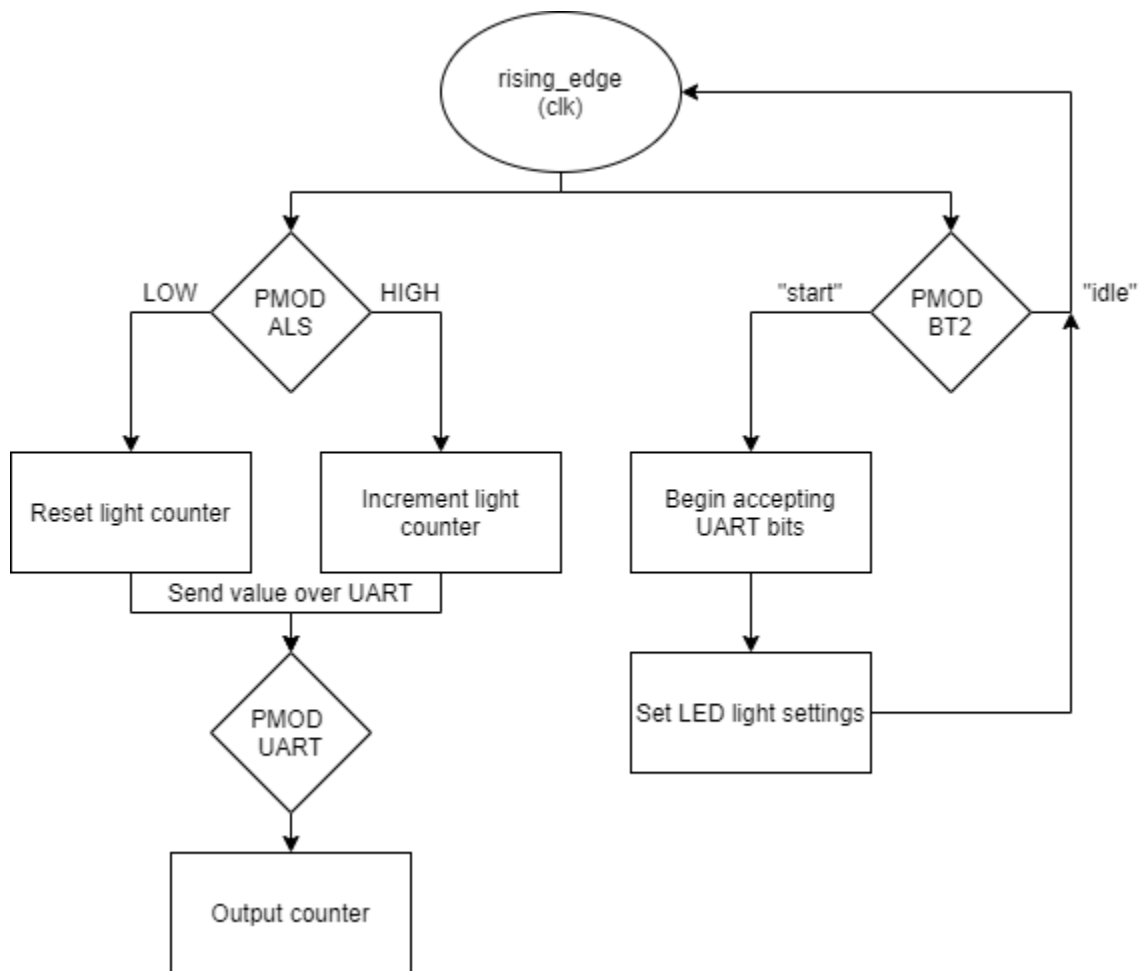 rising_edge
(clk)
LOW
PMOD
ALS
HIGH
"start"
PMOD
BT2
"idle"
Reset light counter
Increment light
counter
Begin accepting
UART bits
Send value over UART
PMOD
UART
Set LED light settings
Output counter